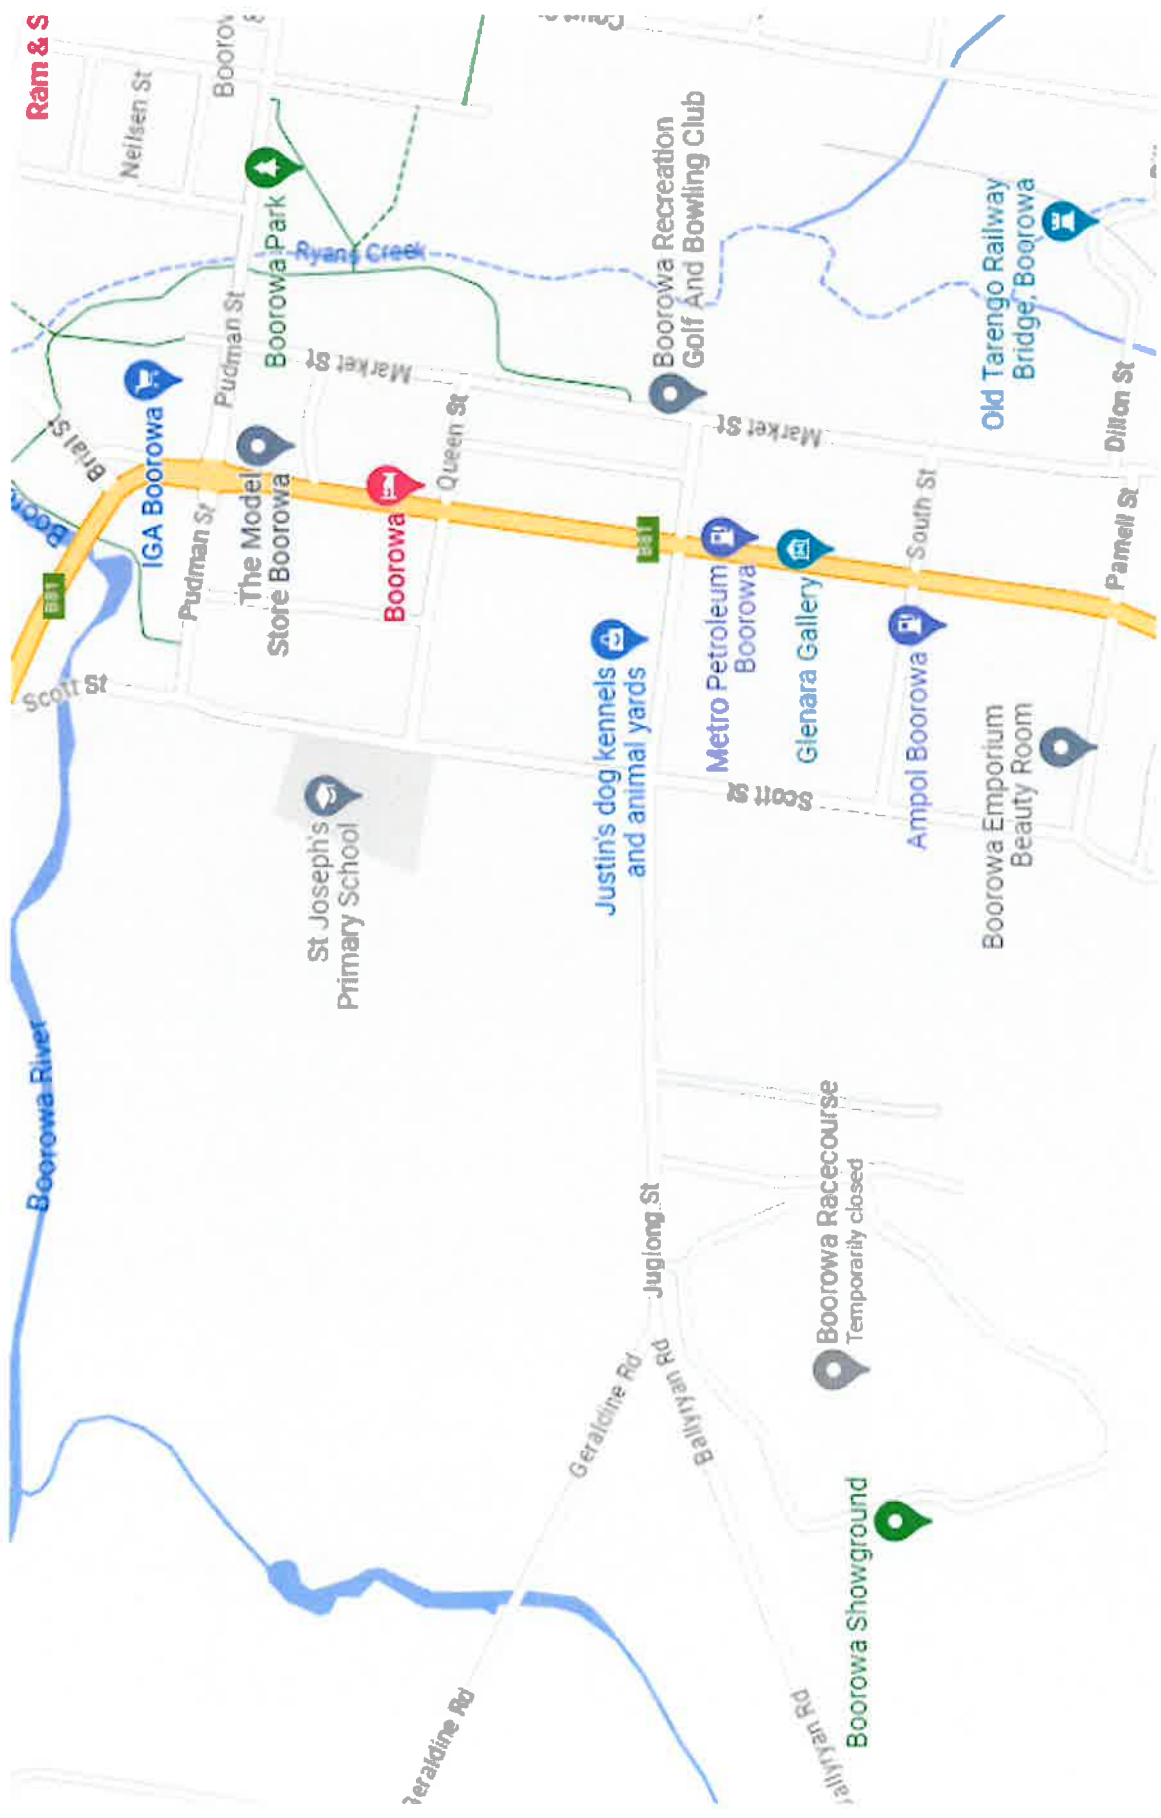 Ram & S
Neilsen St
Boorow
Boorowa Park
Ryans Creek
Pudman St
Market St
Boorowa Recreation
Golf And Bowling Club
Old Tarengo Railway
Bridge, Boorowa
IGA Boorowa
Brial St
The Model
Store Boorowa
Pudman St
Boorowa
Queen St
Market St
South St
Dillon St
Parnell St
B81
B81
Scott St
Metro Petroleum
Boorowa
Glenara Gallery
Ampol Boorowa
Justin's dog kennels
and animal yards
Scott St
Boorowa Emporium
Beauty Room
St Joseph's
Primary School
Boorowa River
Juglong St
Boorowa Racecourse
Temporarily closed
Geraldine Rd
Ballyryan Rd
Boorowa Showground
Geraldine Rd
allyryan Rd